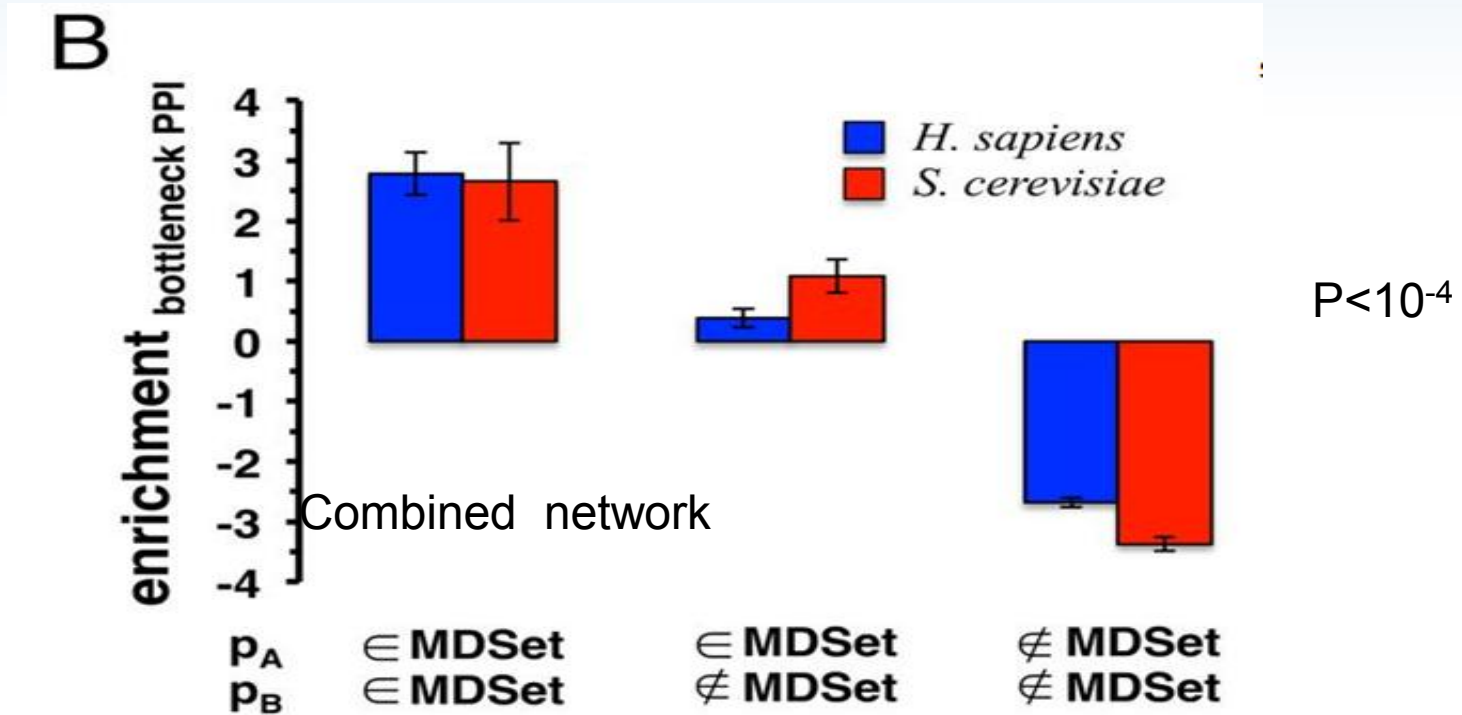 B
enrichment bottleneck PPI
4
3
2
1
0
-1
-2
-3
-4
H. sapiens
S. cerevisiae
P<10-4
Combined network
pA ∈ MDSet ∈ MDSet ∉ MDSet
pB ∈ MDSet ∉ MDSet ∉ MDSet